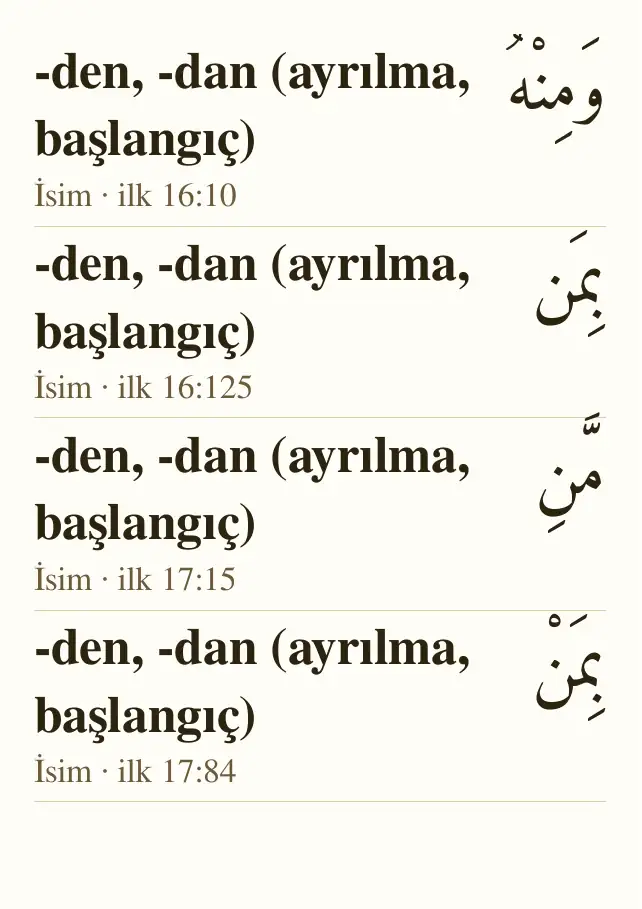 -den, -dan (ayrılma, وَمِنْهُ
başlangıç)
İsim · ilk 16:10
-den, -dan (ayrılma, بِمَن
başlangıç)
İsim · ilk 16:125
-den, -dan (ayrılma, مَّنِ
başlangıç)
İsim · ilk 17:15
-den, -dan (ayrılma, بِمَنْ
başlangıç)
İsim · ilk 17:84